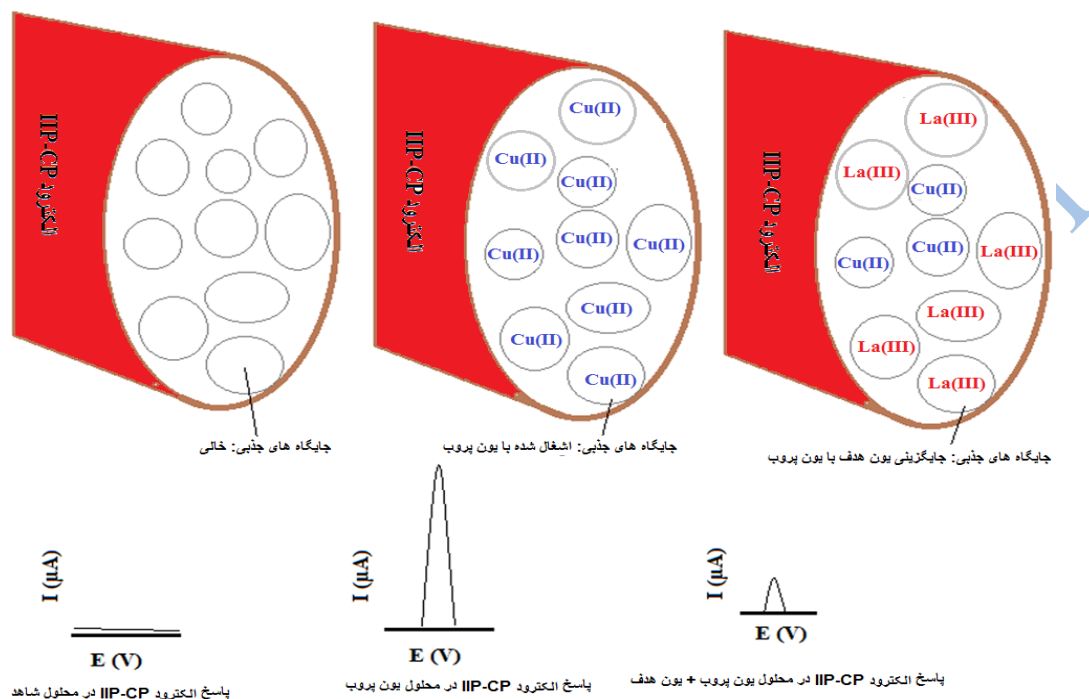 الکترود IIP-CP
الکترود IIP-CP
الکترود IIP-CP
Cu(II)
Cu(II)
Cu(II)
Cu(II)
Cu(II)
Cu(II)
Cu(II)
Cu(II)
Cu(II)
La(III)
La(III)
Cu(II)
Cu(II)
La(III)
Cu(II)
La(III)
La(III)
La(III)
جایگاه های جذبی: خالی
جایگاه های جذبی: اشغال شده با یون پروب
جایگاه های جذبی: جایگزینی یون هدف با یون پروب
I (µA)
E (V)
I (µA)
E (V)
I (µA)
E (V)
پاسخ الکترود IIP-CP در محلول شاهد
پاسخ الکترود IIP-CP در محلول یون پروب
پاسخ الکترود IIP-CP در محلول یون پروب + یون هدف